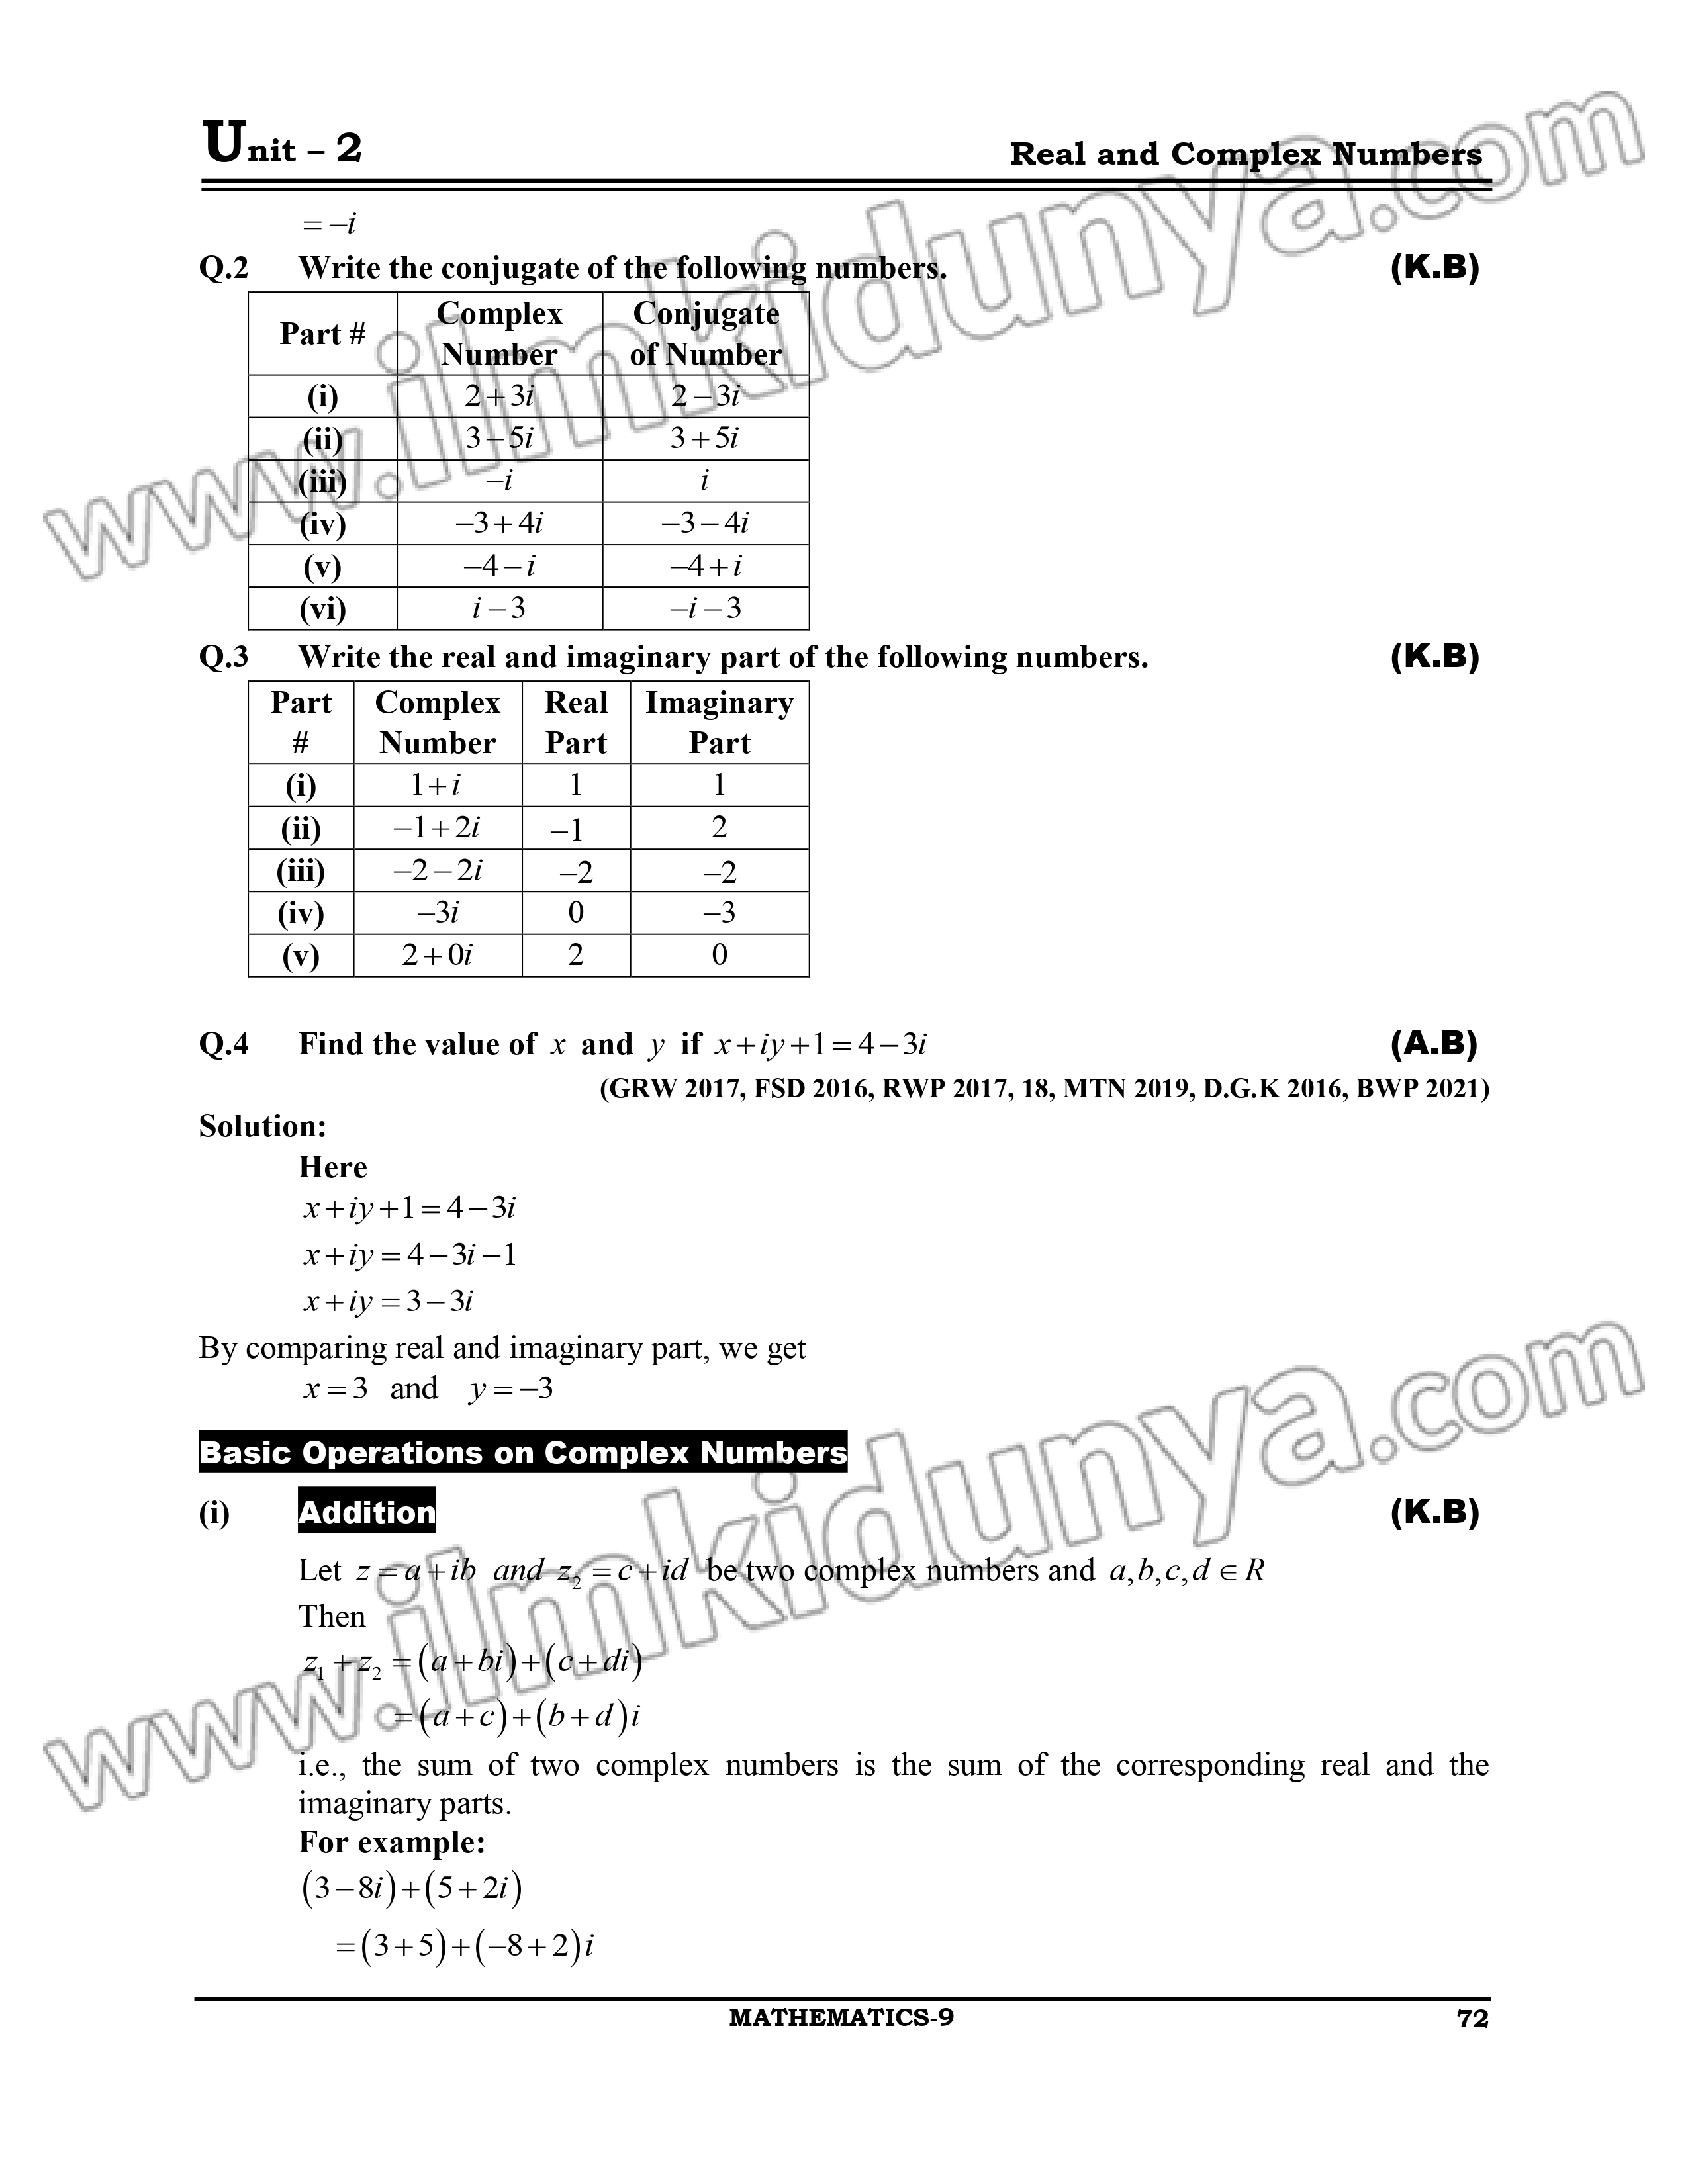 Unit – 2
Real and Complex Numbers
= –i
Q.2 Write the conjugate of the following numbers. (K.B)
Part # Complex Number Conjugate of Number
(i) 2+3i 2–3i
(ii) 3–5i 3+5i
(iii) –i i
(iv) –3+4i –3–4i
(v) –4–i –4+i
(vi) i–3 –i–3
Q.3 Write the real and imaginary part of the following numbers. (K.B)
Part # Complex Number Real Part Imaginary Part
(i) 1+i 1 1
(ii) –1+2i –1 2
(iii) –2–2i –2 –2
(iv) –3i 0 –3
(v) 2+0i 2 0
Q.4 Find the value of x and y if x+iy+1=4–3i (A.B)
(GRW 2017, FSD 2016, RWP 2017, 18, MTN 2019, D.G.K 2016, BWP 2021)
Solution:
Here
x+iy+1=4–3i
x+iy=4–3i–1
x+iy=3–3i
By comparing real and imaginary part, we get
x=3 and y=–3
Basic Operations on Complex Numbers
(i) Addition (K.B)
Let z=a+ib and z₂=c+id be two complex numbers and a,b,c,d ∈R
Then
z₁+z₂=(a+bi)+(c+di)
=(a+c)+(b+d)i
i.e., the sum of two complex numbers is the sum of the corresponding real and the
imaginary parts.
For example:
(3–8i)+(5+2i)
=(3+5)+(–8+2)i
MATHEMATICS-9
72
www.ilmkidunya.com
www.ilmkidunya.com